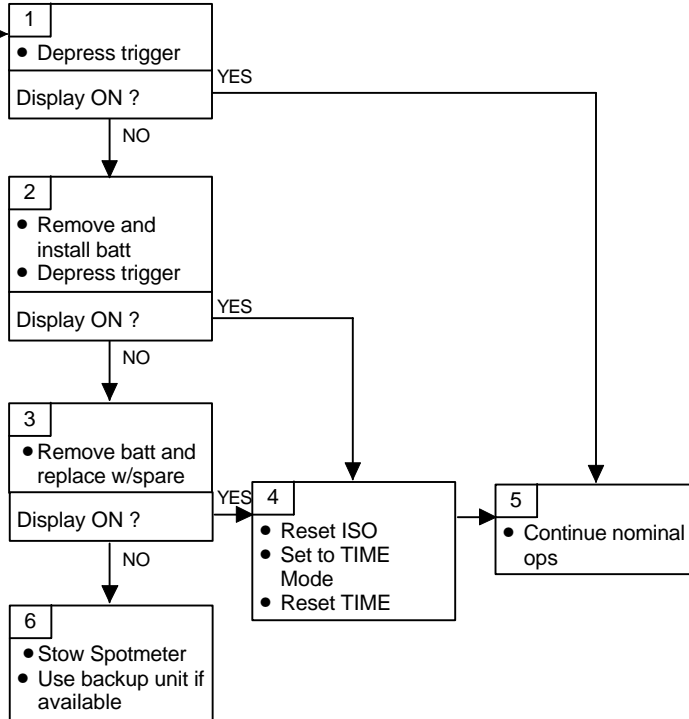 1
• Depress trigger
Display ON ?
YES
NO
2
• Remove and
install batt
• Depress trigger
Display ON ?
YES
NO
3
• Remove batt and
replace w/spare
Display ON ?
YES
NO
4
• Reset ISO
• Set to TIME
Mode
• Reset TIME
5
• Continue nominal
ops
6
• Stow Spotmeter
• Use backup unit if
available